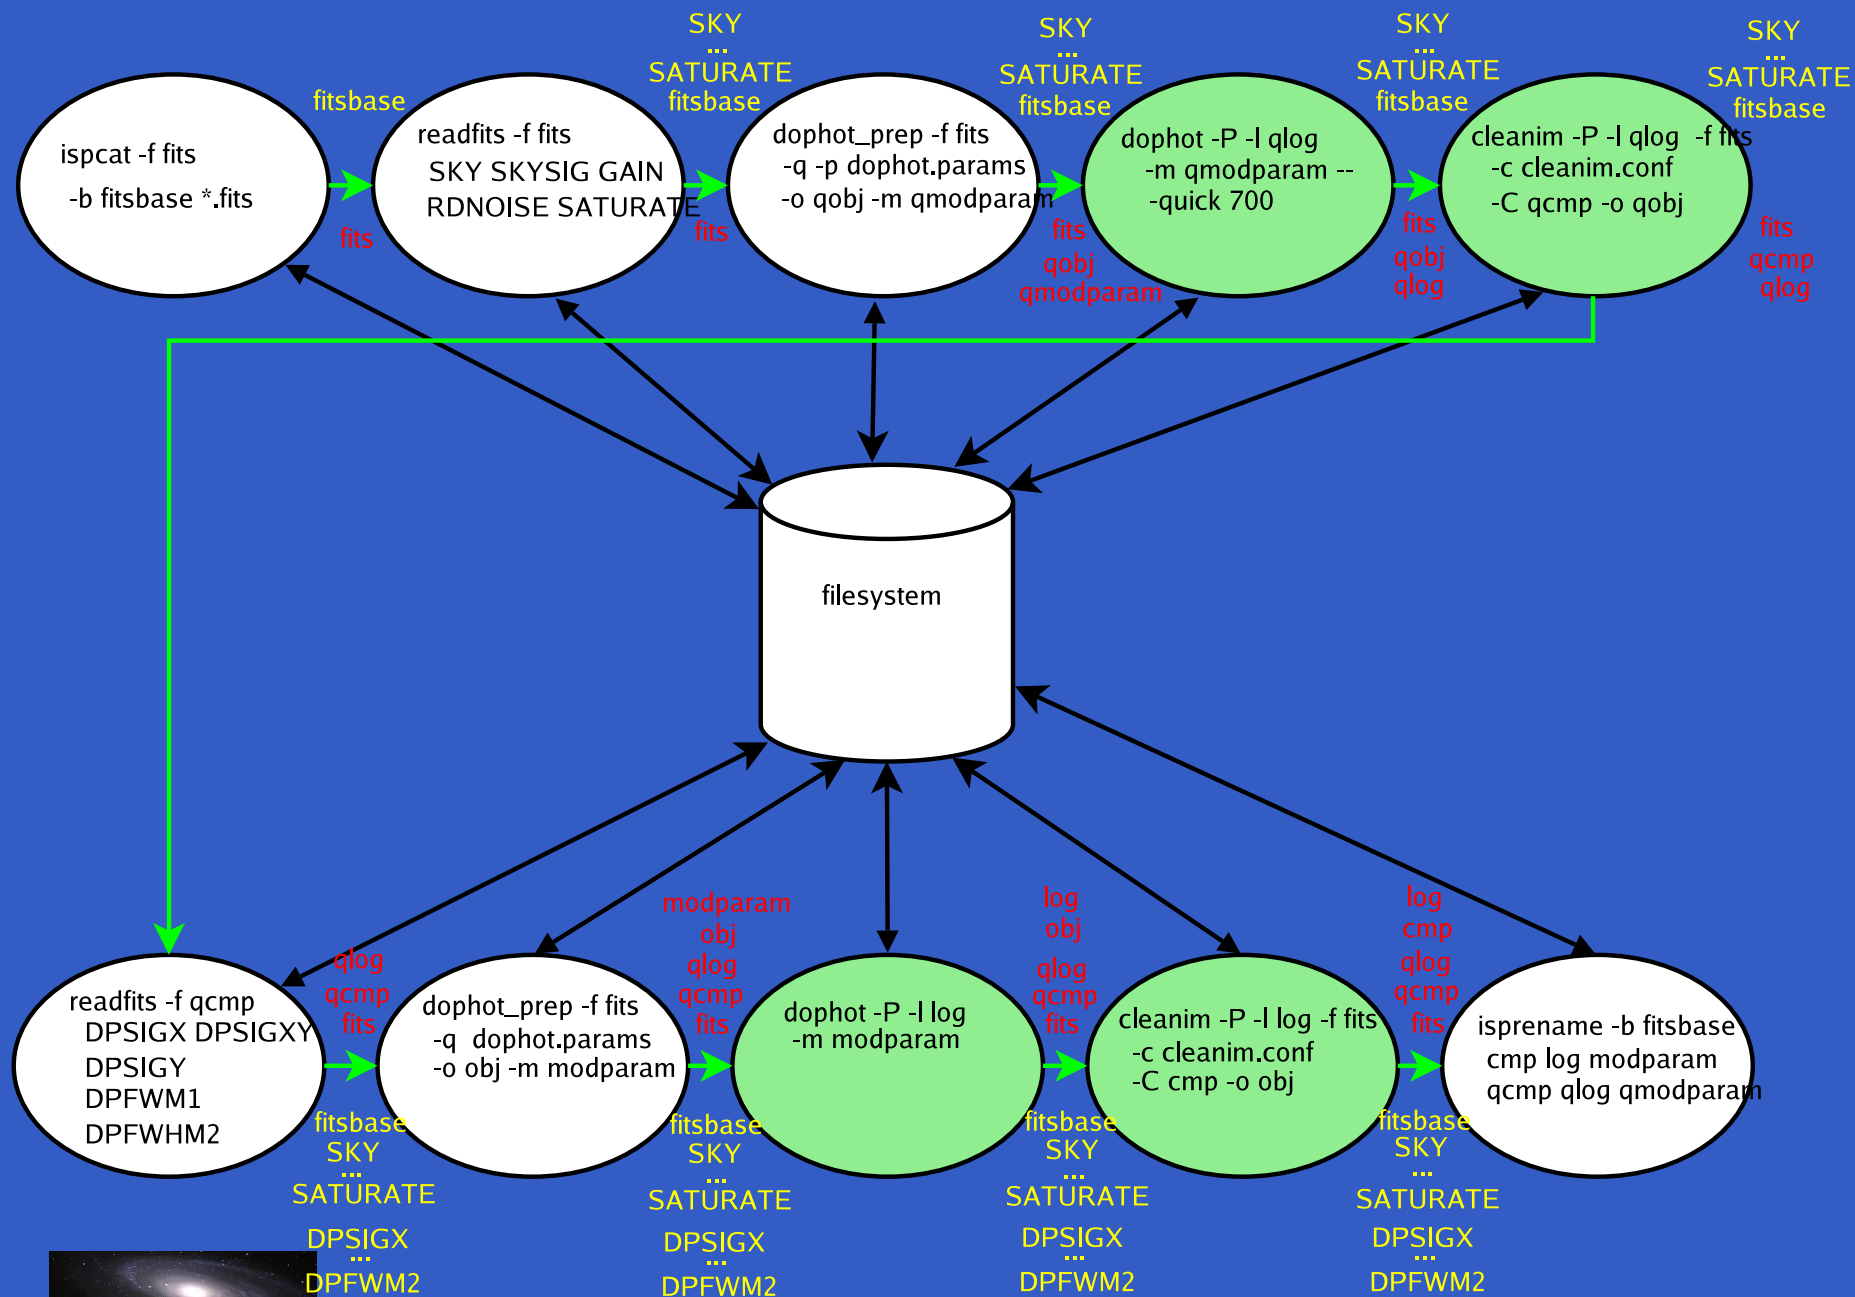 SKY
...
SATURATE
fitsbase
SKY
...
SATURATE
fitsbase
SKY
...
SATURATE
fitsbase
SKY
...
SATURATE
fitsbase
fitsbase
ispcat -f fits
-b fitsbase *.fits
fits
readfits -f fits
SKY SKYSIG GAIN
RDNOISE SATURATE
fits
dophot_prep -f fits
-q -p dophot.params
-o qobj -m qmodparam
fits
qobj
qmodparam
dophot -P -l qlog
-m qmodparam --
-quick 700
fits
qobj
qlog
cleanim -P -l qlog  -f fits
-c cleanim.conf
-C qcmp -o qobj
fits
qcmp
qlog
filesystem
readfits -f qcmp
DPSIGX DPSIGXY
DPSIGY
DPFWM1
DPFWHM2
qlog
qcmp
fits
fitsbase
SKY
...
SATURATE
DPSIGX
...
DPFWM2
dophot_prep -f fits
-q  dophot.params
-o obj -m modparam
modparam
obj
qlog
qcmp
fits
fitsbase
SKY
...
SATURATE
DPSIGX
...
DPFWM2
dophot -P -l log
-m modparam
log
obj
qlog
qcmp
fits
fitsbase
SKY
...
SATURATE
DPSIGX
...
DPFWM2
cleanim -P -l log -f fits
-c cleanim.conf
-C cmp -o obj
log
cmp
qlog
qcmp
fits
fitsbase
SKY
...
SATURATE
DPSIGX
...
DPFWM2
isprename -b fitsbase
cmp log modparam
qcmp qlog qmodparam